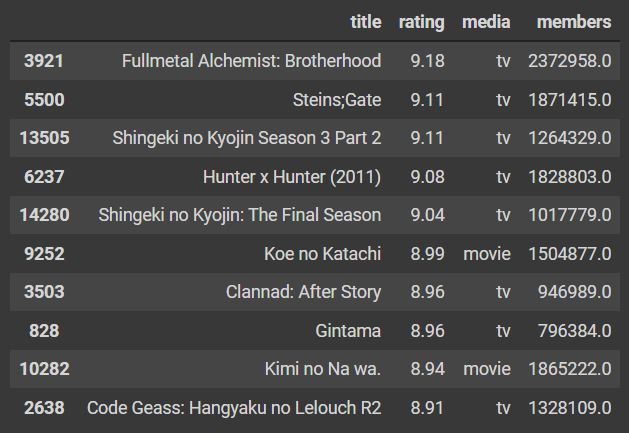 title rating media members
3921 Fullmetal Alchemist: Brotherhood 9.18 tv 2372958.0
5500 Steins;Gate 9.11 tv 1871415.0
13505 Shingeki no Kyojin Season 3 Part 2 9.11 tv 1264329.0
6237 Hunter x Hunter (2011) 9.08 tv 1828803.0
14280 Shingeki no Kyojin: The Final Season 9.04 tv 1017779.0
9252 Koe no Katachi 8.99 movie 1504877.0
3503 Clannad: After Story 8.96 tv 946989.0
828 Gintama 8.96 tv 796384.0
10282 Kimi no Na wa. 8.94 movie 1865222.0
2638 Code Geass: Hangyaku no Lelouch R2 8.91 tv 1328109.0